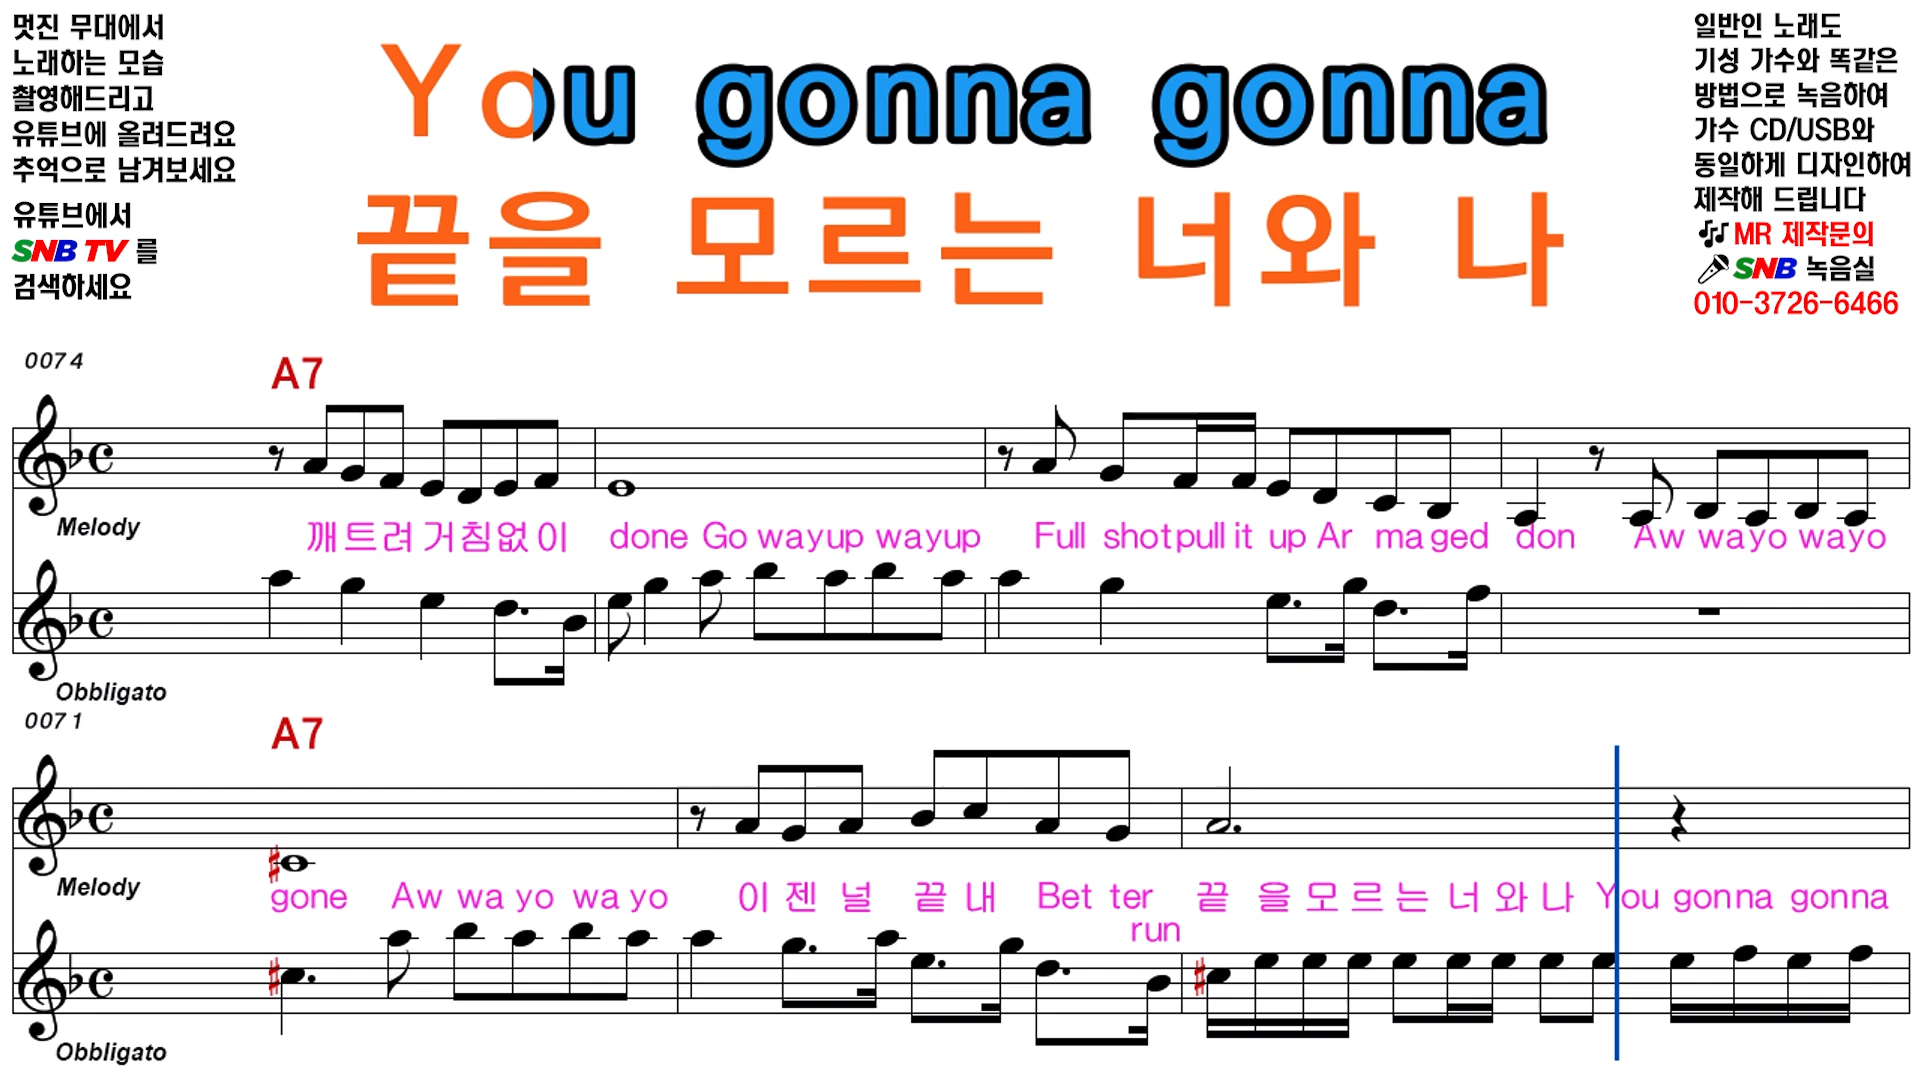 멋진 무대에서
노래하는 모습
촬영해드리고
유튜브에 올려드려요
추억으로 남겨보세요
유튜브에서
SNB TV 를
검색하세요
You gonna gonna
끝을 모르는 너와 나
일반인 노래도
기성 가수와 똑같은
방법으로 녹음하여
가수 CD/USB와
동일하게 디자인하여
제작해 드립니다
MR 제작문의
SNB 녹음실
010-3726-6466
0074
A7
Melody
깨트려 거침없이 done Go wayup wayup Full shot pull it up Ar ma ged don Aw wayo wayo
Obbligato
0071
A7
Melody
gone Aw wa yo wa yo 이 젠 널 끝 내 Bet ter 끝 을 모 르 는 너 와 나 You gonna gonna
run
Obbligato